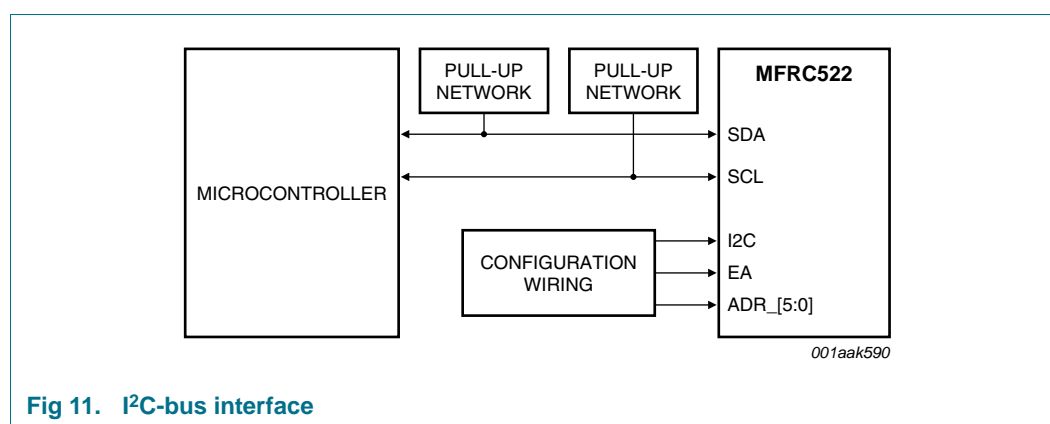 PULL-UP
NETWORK
PULL-UP
NETWORK
MFRC522
SDA
SCL
MICROCONTROLLER
I2C
CONFIGURATION
WIRING
EA
ADR_[5:0]
001aak590
Fig 11. I²C-bus interface